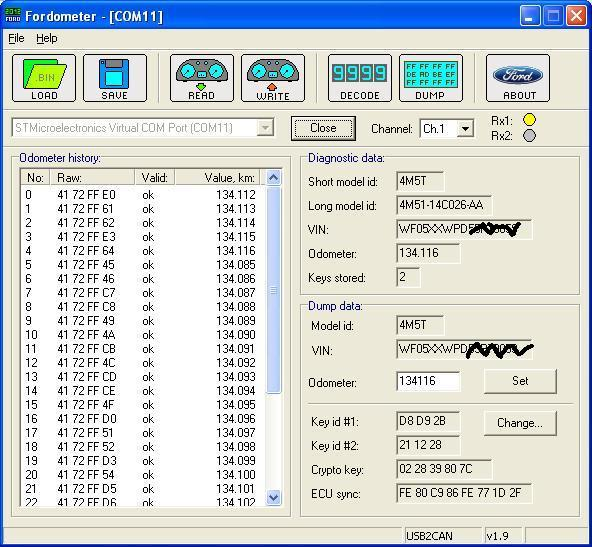 Fordometer - [COM11]
File Help
.BIN LOAD SAVE READ WRITE 9999 DECODE FF FF FF FF DE AD BE EF FF FF FF FF DUMP Ford ABOUT
STMicroelectronics Virtual COM Port (COM11) Close Channel: Ch.1 Rx1:
Rx2:
Odometer history:
No: Raw: Valid: Value, km:
0 41 72 FF E0 ok 134.112
1 41 72 FF 61 ok 134.113
2 41 72 FF 62 ok 134.114
3 41 72 FF E3 ok 134.115
4 41 72 FF 64 ok 134.116
5 41 72 FF 45 ok 134.085
6 41 72 FF 46 ok 134.086
7 41 72 FF C7 ok 134.087
8 41 72 FF C8 ok 134.088
9 41 72 FF 49 ok 134.089
10 41 72 FF 4A ok 134.090
11 41 72 FF CB ok 134.091
12 41 72 FF 4C ok 134.092
13 41 72 FF CD ok 134.093
14 41 72 FF CE ok 134.094
15 41 72 FF 4F ok 134.095
16 41 72 FF D0 ok 134.096
17 41 72 FF 51 ok 134.097
18 41 72 FF 52 ok 134.098
19 41 72 FF D3 ok 134.099
20 41 72 FF 54 ok 134.100
21 41 72 FF D5 ok 134.101
22 41 72 FF D6 ok 134.102
Diagnostic data:
Short model id: 4M5T
Long model id: 4M51-14C026-AA
VIN:
Odometer: 134.116
Keys stored: 2
Dump data:
Model id: 4M5T
VIN:
Odometer: 134116 Set
Key id #1: D8 D9 2B Change...
Key id #2: 21 12 28
Crypto key: 02 28 39 80 7C
ECU sync: FE 80 C9 86 FE 77 1D 2F
USB2CAN v1.9